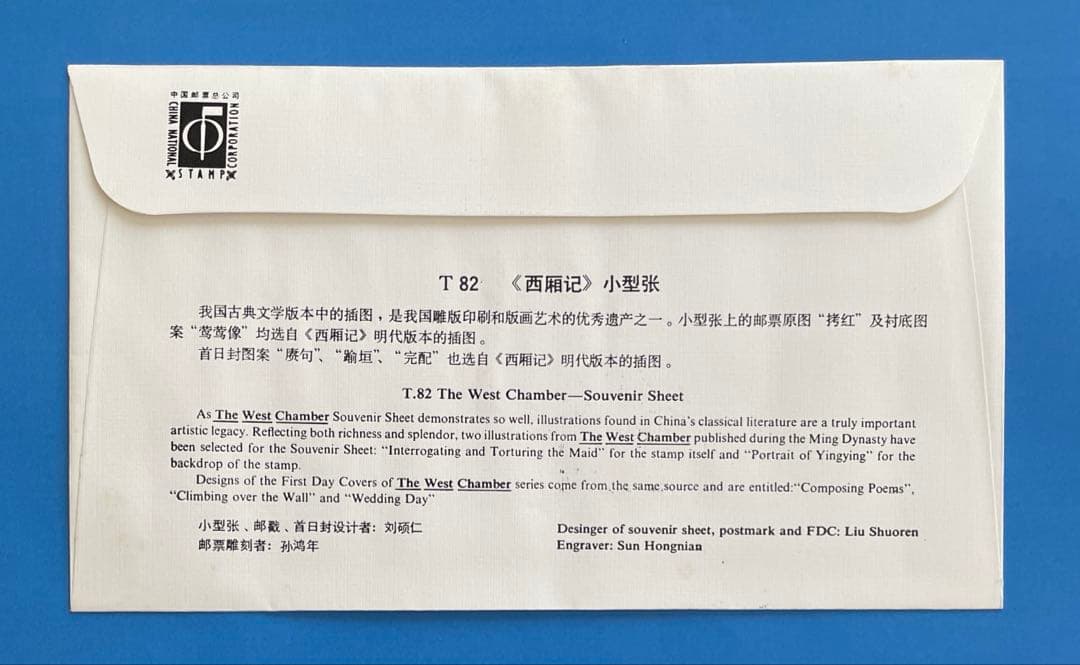 中国邮票总公司
CHINA NATIONAL
STAMP
CORPORATION
T 82 《西厢记》小型张
我国古典文学版本中的插图，是我国雕版印刷和版画艺术的优秀遗产之一。小型张上的邮票原图“拷红”及衬底图
案“莺莺像”均选自《西厢记》明代版本的插图。
首日封图案“赓句”、“踰垣”、“完配”也选自《西厢记》明代版本的插图。
T.82 The West Chamber—Souvenir Sheet
As The West Chamber Souvenir Sheet demonstrates so well, illustrations found in China's classical literature are a truly important
artistic legacy. Reflecting both richness and splendor, two illustrations from The West Chamber published during the Ming Dynasty have
been selected for the Souvenir Sheet: “Interrogating and Torturing the Maid” for the stamp itself and “Portrait of Yingying” for the
backdrop of the stamp.
Designs of the First Day Covers of The West Chamber series come from the same source and are entitled:“Composing Poems”,
“Climbing over the Wall” and “Wedding Day”
小型张、邮戳、首日封设计者：刘硕仁
邮票雕刻者：孙鸿年
Desinger of souvenir sheet, postmark and FDC: Liu Shuoren
Engraver: Sun Hongnian